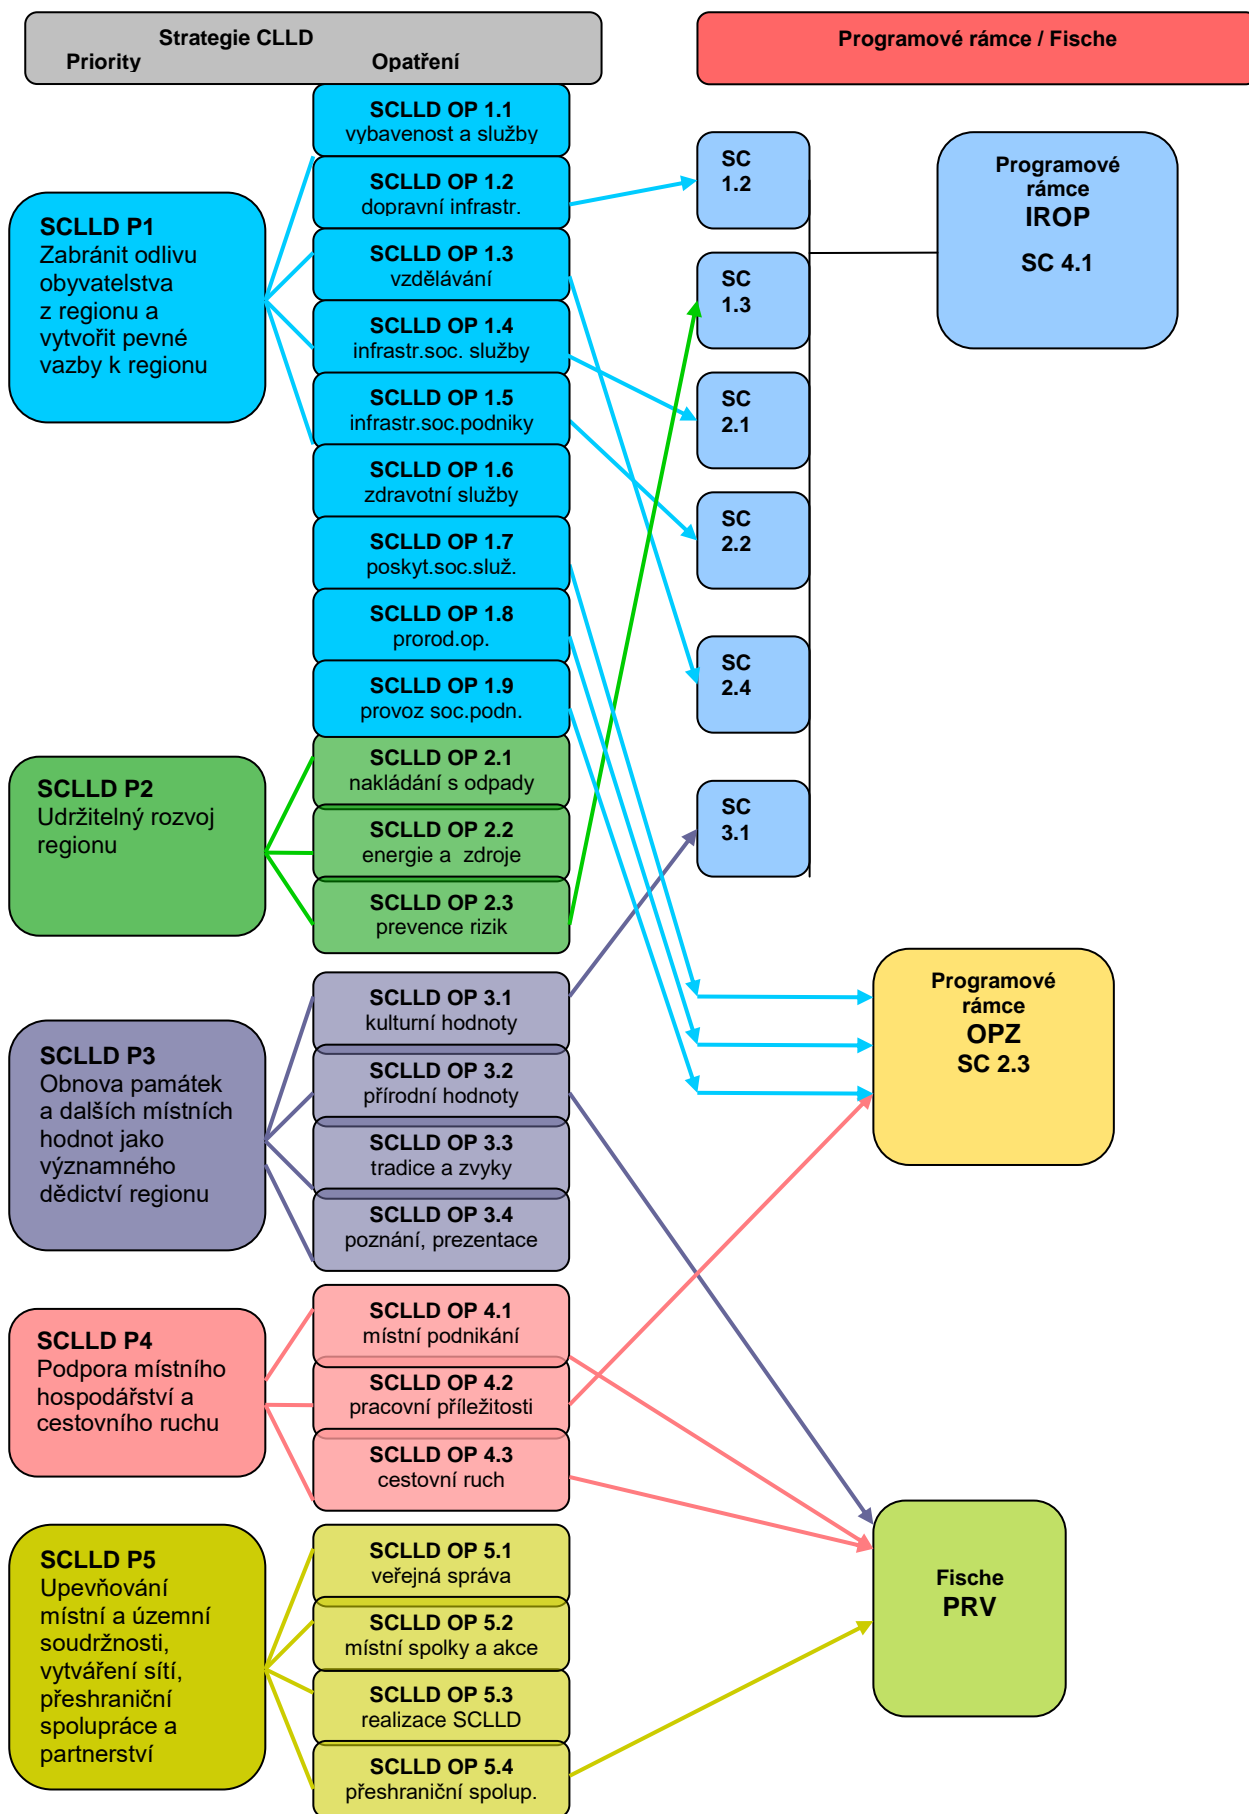 Strategie CLLD
Priority Opatření
Programové rámce / Fische
SCLLD P1
Zabránit odlivu
obyvatelstva
z regionu a
vytvořit pevné
vazby k regionu
SCLLD P2
Udržitelný rozvoj
regionu
SCLLD P3
Obnova památek
a dalších místních
hodnot jako
významného
dědictví regionu
SCLLD P4
Podpora místního
hospodářství a
cestovního ruchu
SCLLD P5
Upevňování
místní a územní
soudržnosti,
vytváření sítí,
přeshraniční
spolupráce a
partnerství
SCLLD OP 1.1
vybavenost a služby
SCLLD OP 1.2
dopravní infrastr.
SCLLD OP 1.3
vzdělávání
SCLLD OP 1.4
infrastr.soc. služby
SCLLD OP 1.5
infrastr.soc.podniky
SCLLD OP 1.6
zdravotní služby
SCLLD OP 1.7
poskyt.soc.služ.
SCLLD OP 1.8
prorod.op.
SCLLD OP 1.9
provoz soc.podn.
SCLLD OP 2.1
nakládání s odpady
SCLLD OP 2.2
energie a zdroje
SCLLD OP 2.3
prevence rizik
SCLLD OP 3.1
kulturní hodnoty
SCLLD OP 3.2
přírodní hodnoty
SCLLD OP 3.3
tradice a zvyky
SCLLD OP 3.4
poznání, prezentace
SCLLD OP 4.1
místní podnikání
SCLLD OP 4.2
pracovní příležitosti
SCLLD OP 4.3
cestovní ruch
SCLLD OP 5.1
veřejná správa
SCLLD OP 5.2
místní spolky a akce
SCLLD OP 5.3
realizace SCLLD
SCLLD OP 5.4
přeshraniční spolup.
SC
1.2
SC
1.3
SC
2.1
SC
2.2
SC
2.4
SC
3.1
Programové
rámce
IROP
SC 4.1
Programové
rámce
OPZ
SC 2.3
Fische
PRV